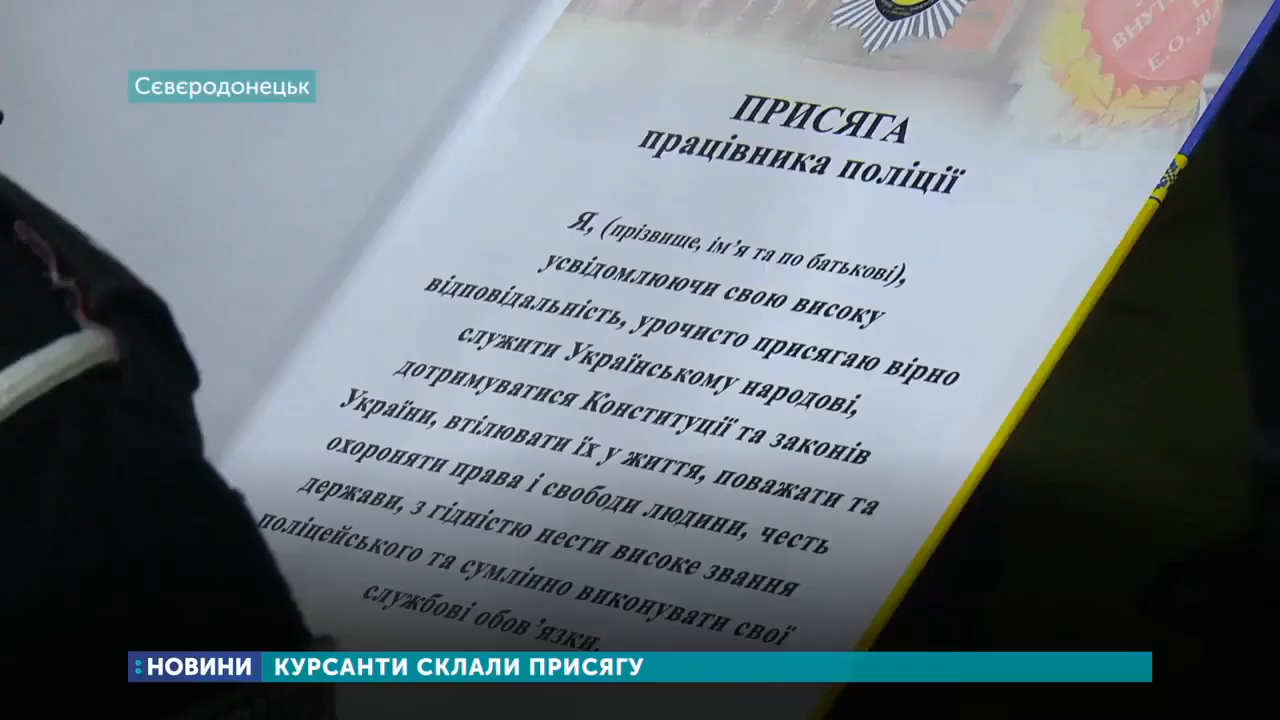 Сєвєродонецьк
ВНУТ
Е.О. ДІД
ПРИСЯГА
працівника поліції
Я, (прізвище, ім’я та по батькові),
усвідомлюючи свою високу
відповідальність, урочисто присягаю вірно
служити Українському народові,
дотримуватися Конституції та законів
України, втілювати їх у життя, поважати та
охороняти права і свободи людини, честь
держави, з гідністю нести високе звання
поліцейського та сумлінно виконувати свої
службові обов’язки.
НОВИНИ
КУРСАНТИ СКЛАЛИ ПРИСЯГУ